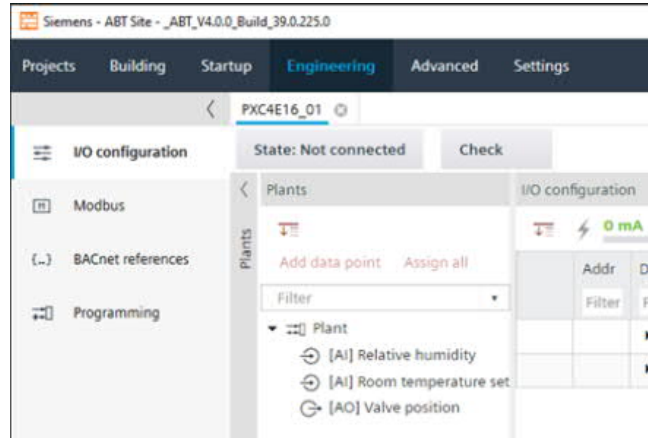 Siemens - ABT Site - _ABT_V4.0.0_Build_39.0.225.0
Projects Building Startup Engineering Advanced Settings
PXC4E16_01
I/O configuration
State: Not connected Check
Modbus
BACnet references
Programming
Plants
Plants
Add data point Assign all
Filter
Plant
[AI] Relative humidity
[AI] Room temperature set
[AO] Valve position
I/O configuration
0 mA
Addr D
Filter F